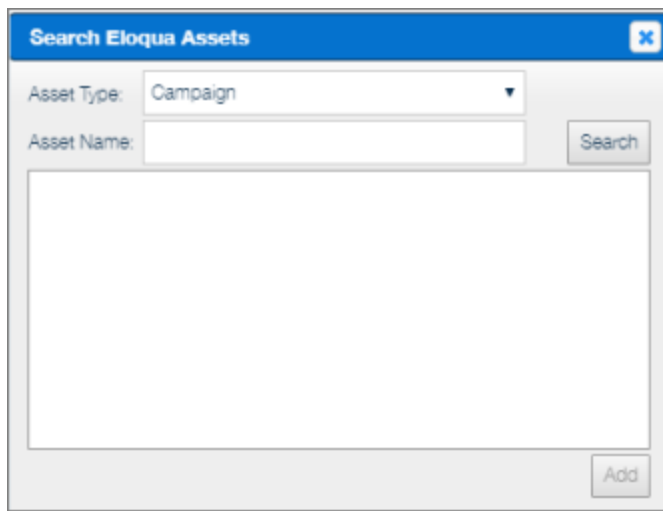 Search Eloqua Assets
Asset Type: Campaign
Asset Name: Search
Add